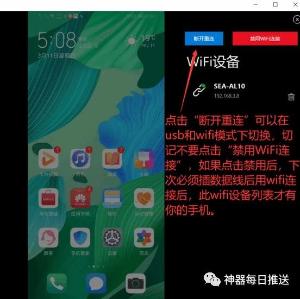 5:08
19°
断开重连
禁用WiFi连接
WiFi设备
SEA-AL10
192.168.3.8
点击“断开重连”可以在
usb和wifi模式下切换，切
记不要点击“禁用WiFi连
接”，如果点击禁用后，下
次必须插数据线后用wifi连
接后，此wifi设备列表才有
你的手机。
神器每日推送